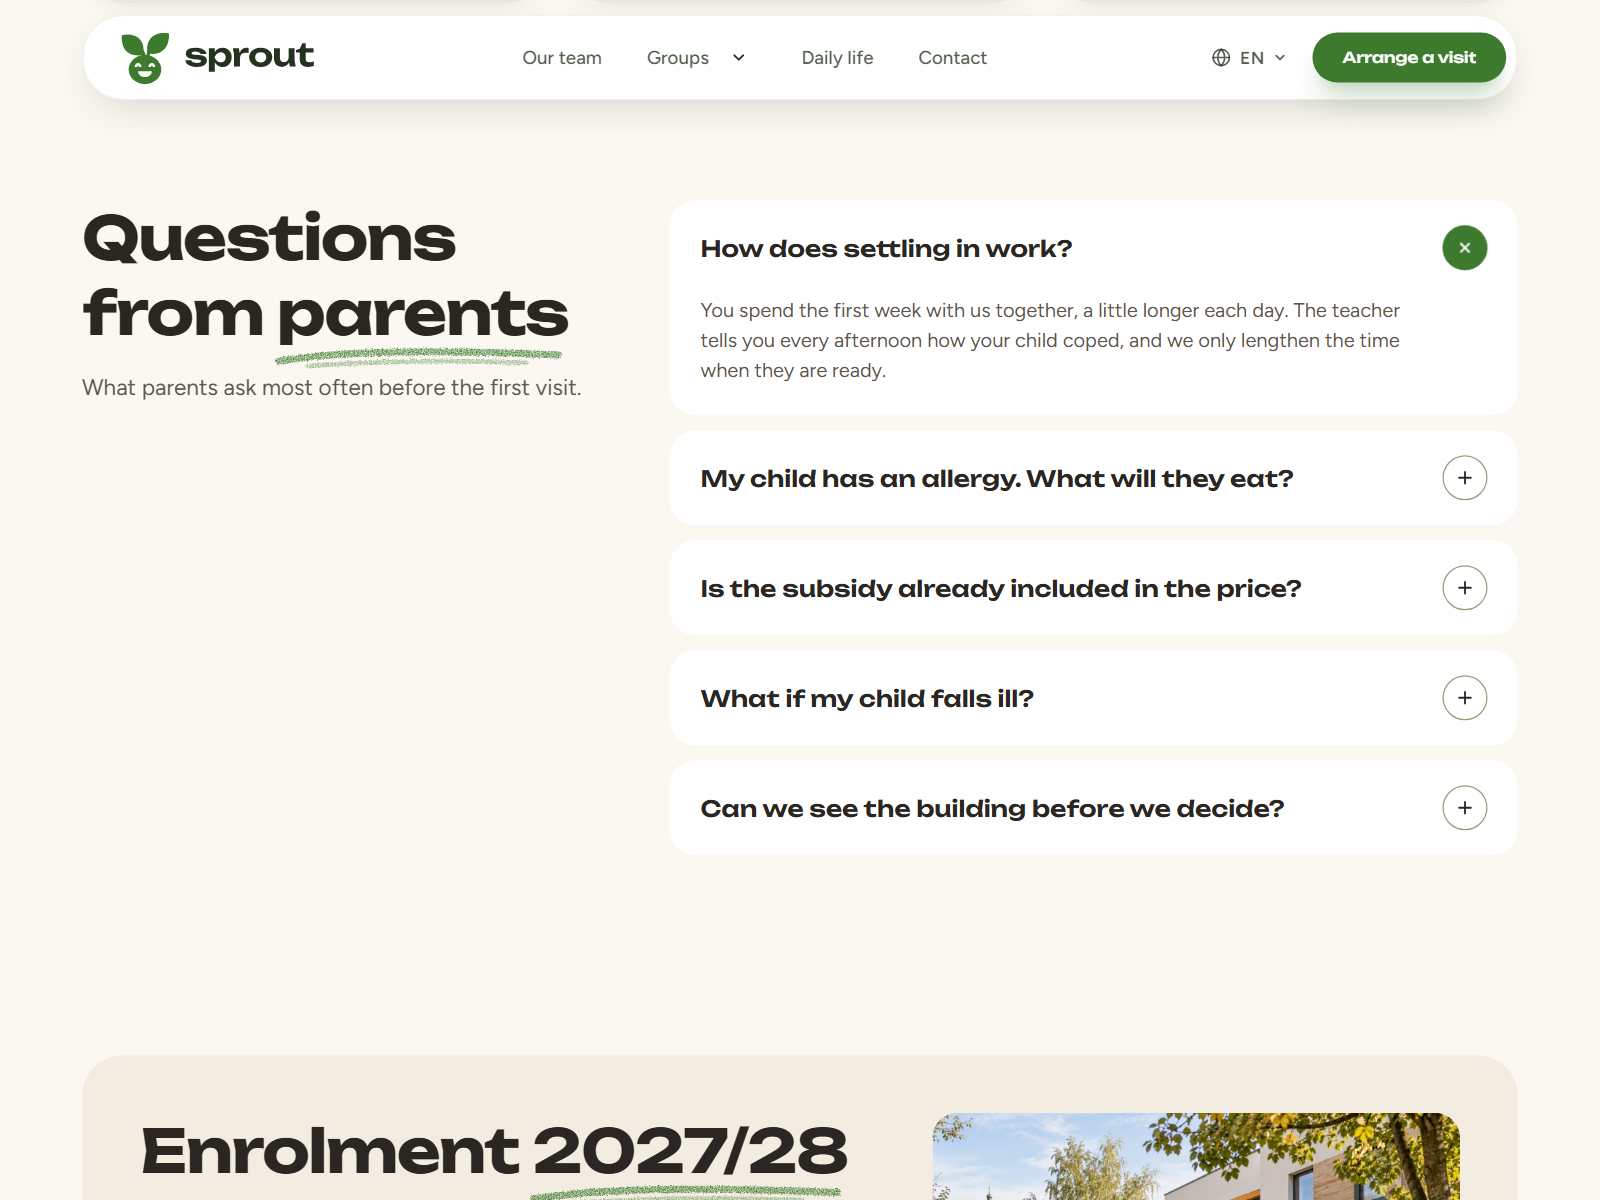 sprout
Our team
Groups
Daily life
Contact
EN
Arrange a visit
Questions
from parents
What parents ask most often before the first visit.
How does settling in work?
You spend the first week with us together, a little longer each day. The teacher
tells you every afternoon how your child coped, and we only lengthen the time
when they are ready.
My child has an allergy. What will they eat?
Is the subsidy already included in the price?
What if my child falls ill?
Can we see the building before we decide?
Enrolment 2027/28